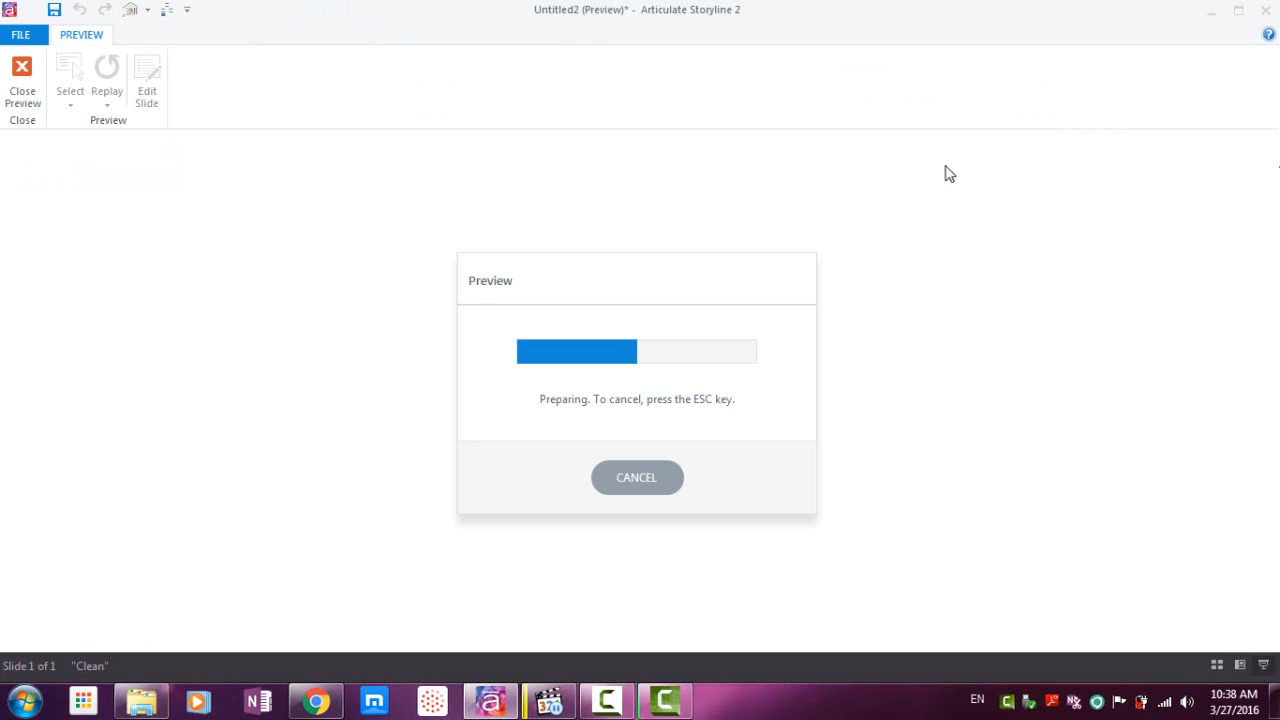 Untitled2 (Preview)* - Articulate Storyline 2
FILE
PREVIEW
Close Preview
Select
Replay
Edit Slide
Close
Preview
Preview
Preparing. To cancel, press the ESC key.
CANCEL
Slide 1 of 1
"Clean"
EN
10:38 AM
3/27/2016